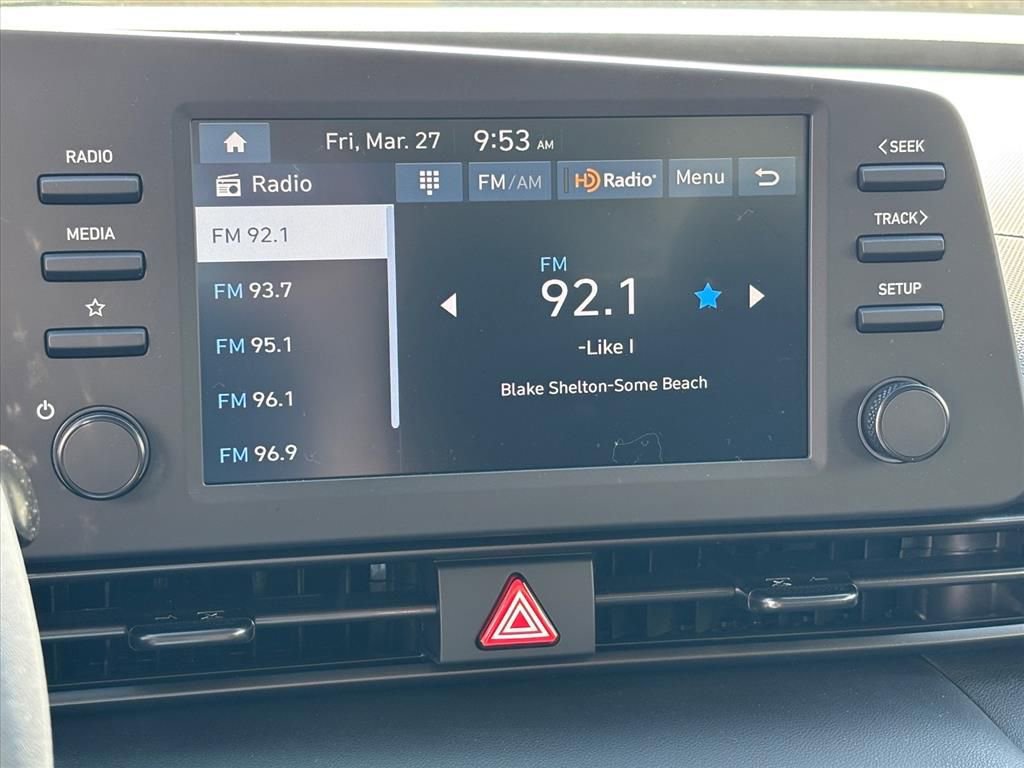 Fri, Mar. 27 9:53 AM
RADIO
Radio
FM/AM
HD Radio
Menu
<SEEK
MEDIA
TRACK>
FM 92.1
FM 93.7
FM 95.1
FM 96.1
FM 96.9
FM
92.1
-Like I
Blake Shelton-Some Beach
SETUP